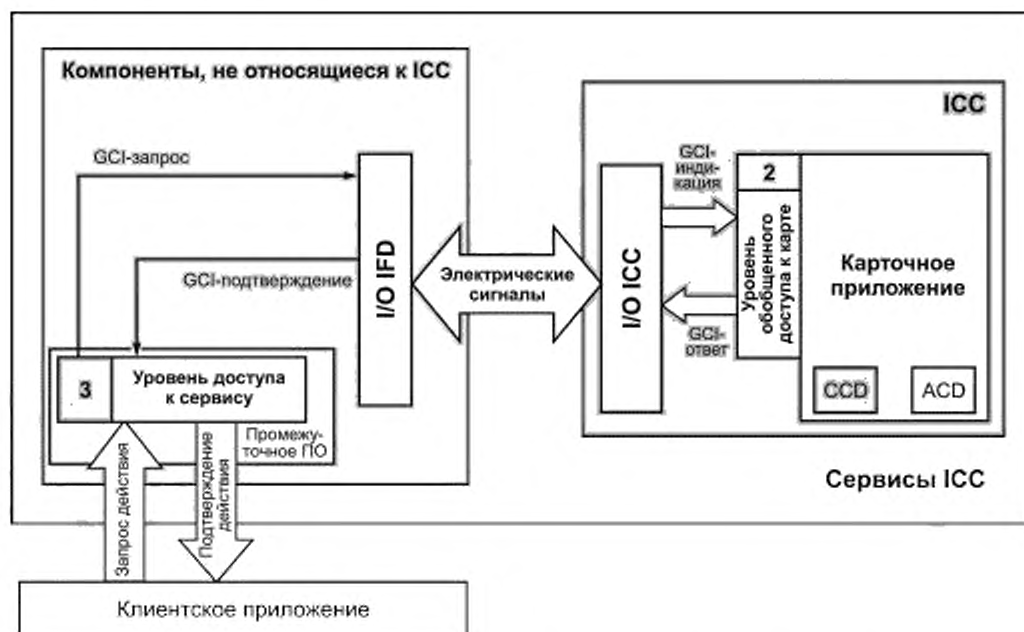 Компоненты, не относящиеся к ICC
GCI-запрос
GCI-подтверждение
I/O IFD
3
Уровень доступа
к сервису
Промежу-
точное ПО
Запрос действия
Подтверждение
действия
Клиентское приложение
Электрические
сигналы
ICC
I/O ICC
GCI-
инди-
кация
GCI-
ответ
2
Уровень
обобщенного
доступа к карте
Карточное
приложение
CCD
ACD
Сервисы ICC